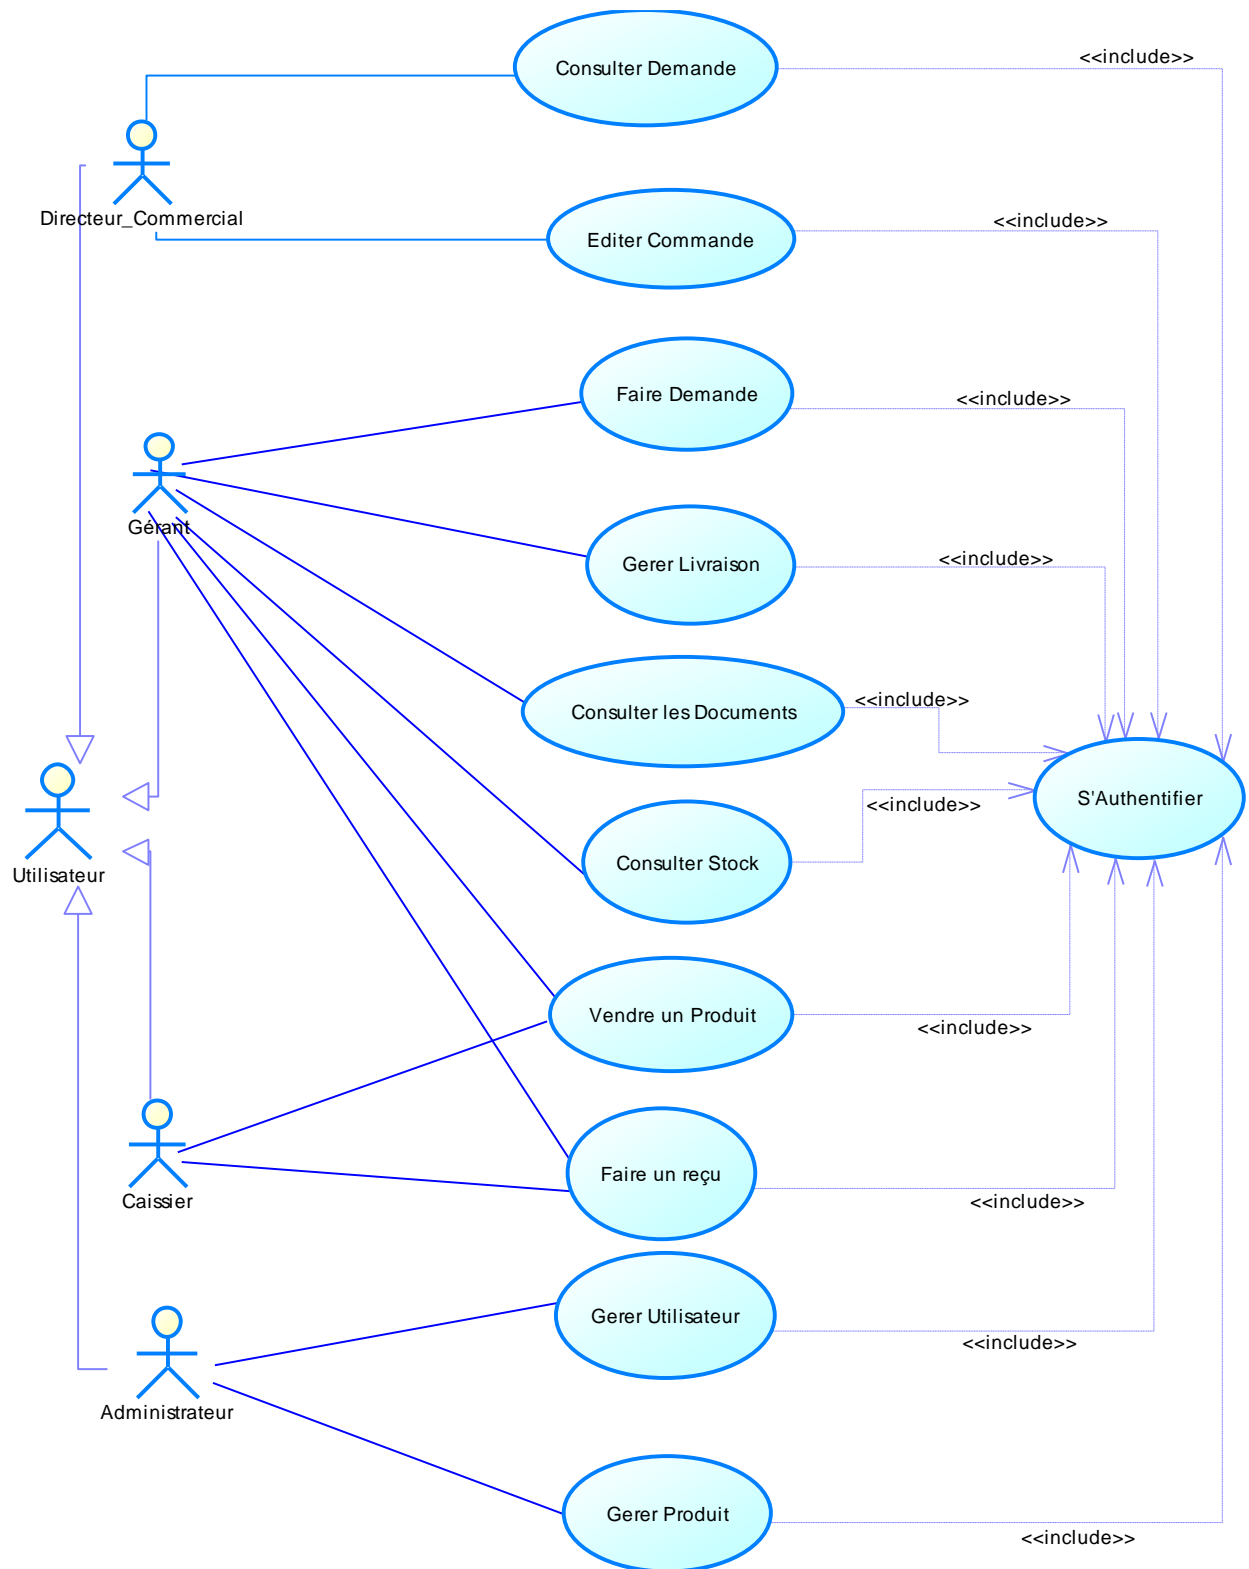 Consulter Demande
<<include>>
Directeur_Commercial
Editer Commande
<<include>>
Faire Demande
<<include>>
Gérant
Gerer Livraison
<<include>>
Consulter les Documents
<<include>>
S'Authentifier
Utilisateur
Consulter Stock
<<include>>
Vendre un Produit
<<include>>
Caissier
Faire un reçu
<<include>>
Gerer Utilisateur
<<include>>
Administrateur
Gerer Produit
<<include>>